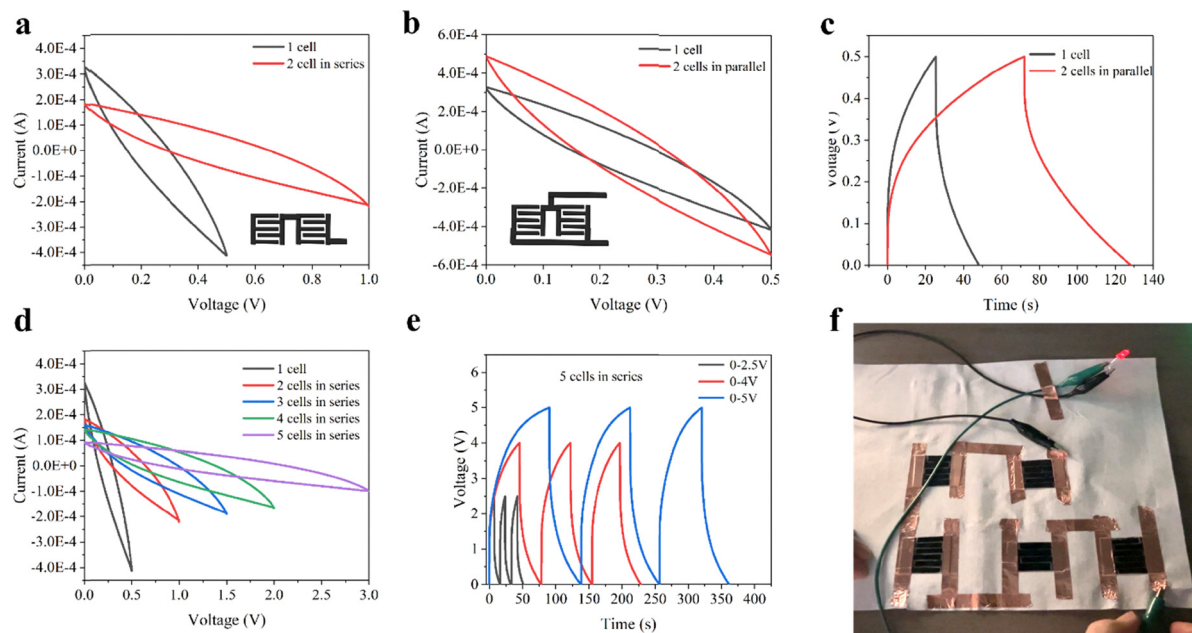 a
4.0E-4
3.0E-4
2.0E-4
1.0E-4
0.0E+0
-1.0E-4
-2.0E-4
-3.0E-4
-4.0E-4
Current (A)
1 cell
2 cell in series
0.0 0.2 0.4 0.6 0.8 1.0
Voltage (V)
b
6.0E-4
4.0E-4
2.0E-4
0.0E+0
-2.0E-4
-4.0E-4
-6.0E-4
Current (A)
1 cell
2 cells in parallel
0.0 0.1 0.2 0.3 0.4 0.5
Voltage (V)
c
0.5
0.4
0.3
0.2
0.1
0.0
Voltage (V)
1 cell
2 cells in parallel
0 20 40 60 80 100 120 140
Time (s)
d
4.0E-4
3.0E-4
2.0E-4
1.0E-4
0.0E+0
-1.0E-4
-2.0E-4
-3.0E-4
-4.0E-4
Current (A)
1 cell
2 cells in series
3 cells in series
4 cells in series
5 cells in series
0.0 0.5 1.0 1.5 2.0 2.5 3.0
Voltage (V)
e
6
5
4
3
2
1
0
Voltage (V)
5 cells in series
0-2.5V
0-4V
0-5V
0 50 100 150 200 250 300 350 400
Time (s)
f